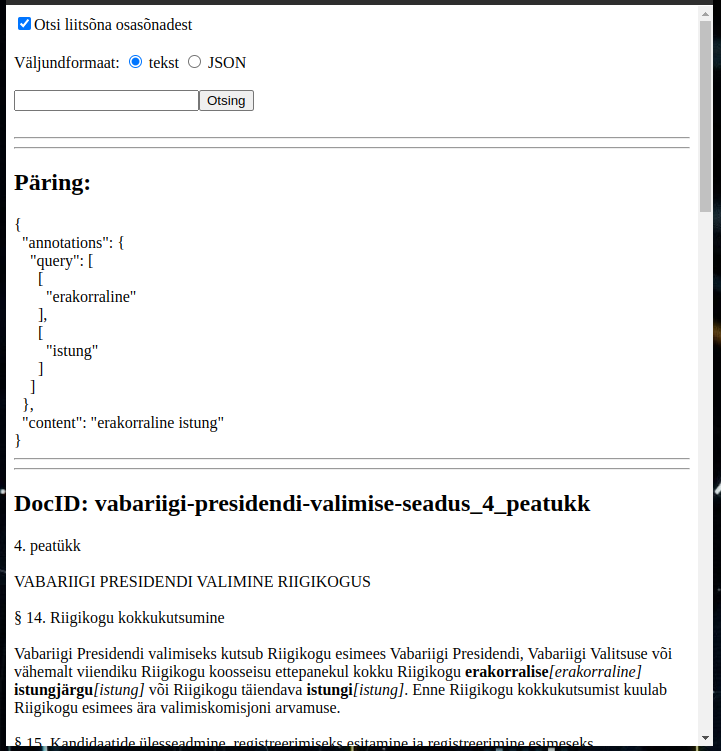 Otsi liitsõna osasõnadest
Väljundformaat: tekst JSON
Otsing
Päring:
{
"annotations": {
"query": [
[
"erakorraline"
],
[
"istung"
]
]
},
"content": "erakorraline istung"
}
DocID: vabariigi-presidendi-valimise-seadus_4_peatukk
4. peatükk
VABARIIGI PRESIDENDI VALIMINE RIIGIKOGUS
§ 14. Riigikogu kokkukutsumine
Vabariigi Presidendi valimiseks kutsub Riigikogu esimees Vabariigi Presidendi, Vabariigi Valitsuse või
vähemalt viiendiku Riigikogu koosseisu ettepanekul kokku Riigikogu erakorralise[erakorraline]
istungjärgu[istung] või Riigikogu täiendava istungi[istung]. Enne Riigikogu kokkukutsumist kuulab
Riigikogu esimees ära valimiskomisjoni arvamuse.
§ 15. Kandidaatide ülesseadmine, registreerimiseks esitamine ja registreerimine esimeseks